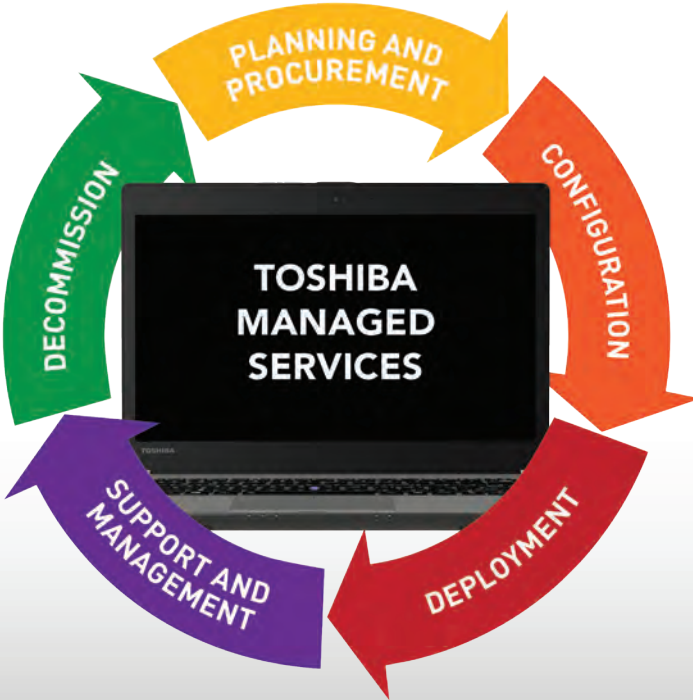 PLANNING AND
PROCUREMENT
CONFIGURATION
DEPLOYMENT
SUPPORT AND
MANAGEMENT
DECOMMISSION
TOSHIBA
MANAGED
SERVICES
TOSHIBA